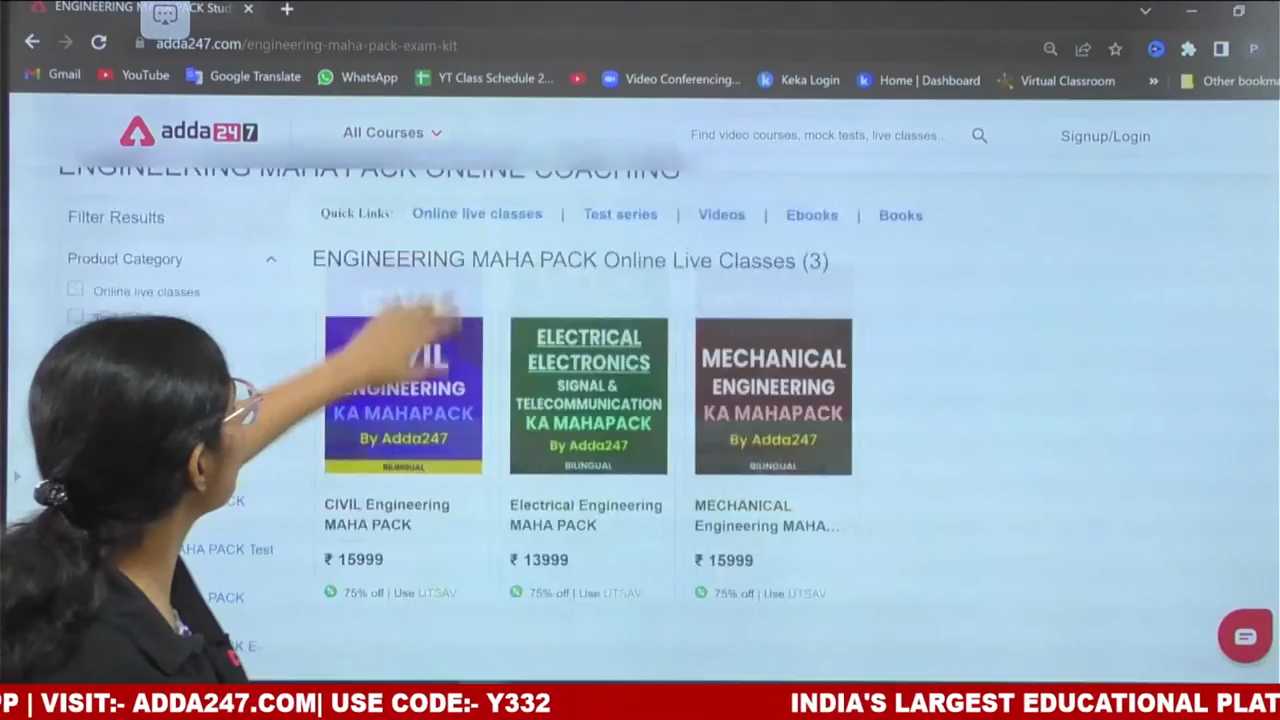 ENGINEERING MAHA PACK Stud
adda247.com/engineering-maha-pack-exam-kit
P
Gmail
YouTube
Google Translate
WhatsApp
YT Class Schedule 2...
Video Conferencing...
Keka Login
Home | Dashboard
Virtual Classroom
»
Other bookma
adda247
All Courses
Find video courses, mock tests, live classes...
Signup/Login
ENGINEERING MAHA PACK ONLINE COACHING
Filter Results
Quick Links: Online live classes | Test series | Videos | Ebooks | Books
Product Category
ENGINEERING MAHA PACK Online Live Classes (3)
Online live classes
CIVIL
ENGINEERING
KA MAHAPACK
By Adda247
BILINGUAL
ELECTRICAL
ELECTRONICS
SIGNAL &
TELECOMMUNICATION
KA MAHAPACK
By Adda247
BILINGUAL
MECHANICAL
ENGINEERING
KA MAHAPACK
By Adda247
BILINGUAL
CK
AHA PACK Test
PACK
K E-
CIVIL Engineering
MAHA PACK
₹ 15999
75% off | Use UTSAV
Electrical Engineering
MAHA PACK
₹ 13999
75% off | Use UTSAV
MECHANICAL
Engineering MAHA...
₹ 15999
75% off | Use UTSAV
PP | VISIT:- ADDA247.COM| USE CODE:- Y332
INDIA'S LARGEST EDUCATIONAL PLAT